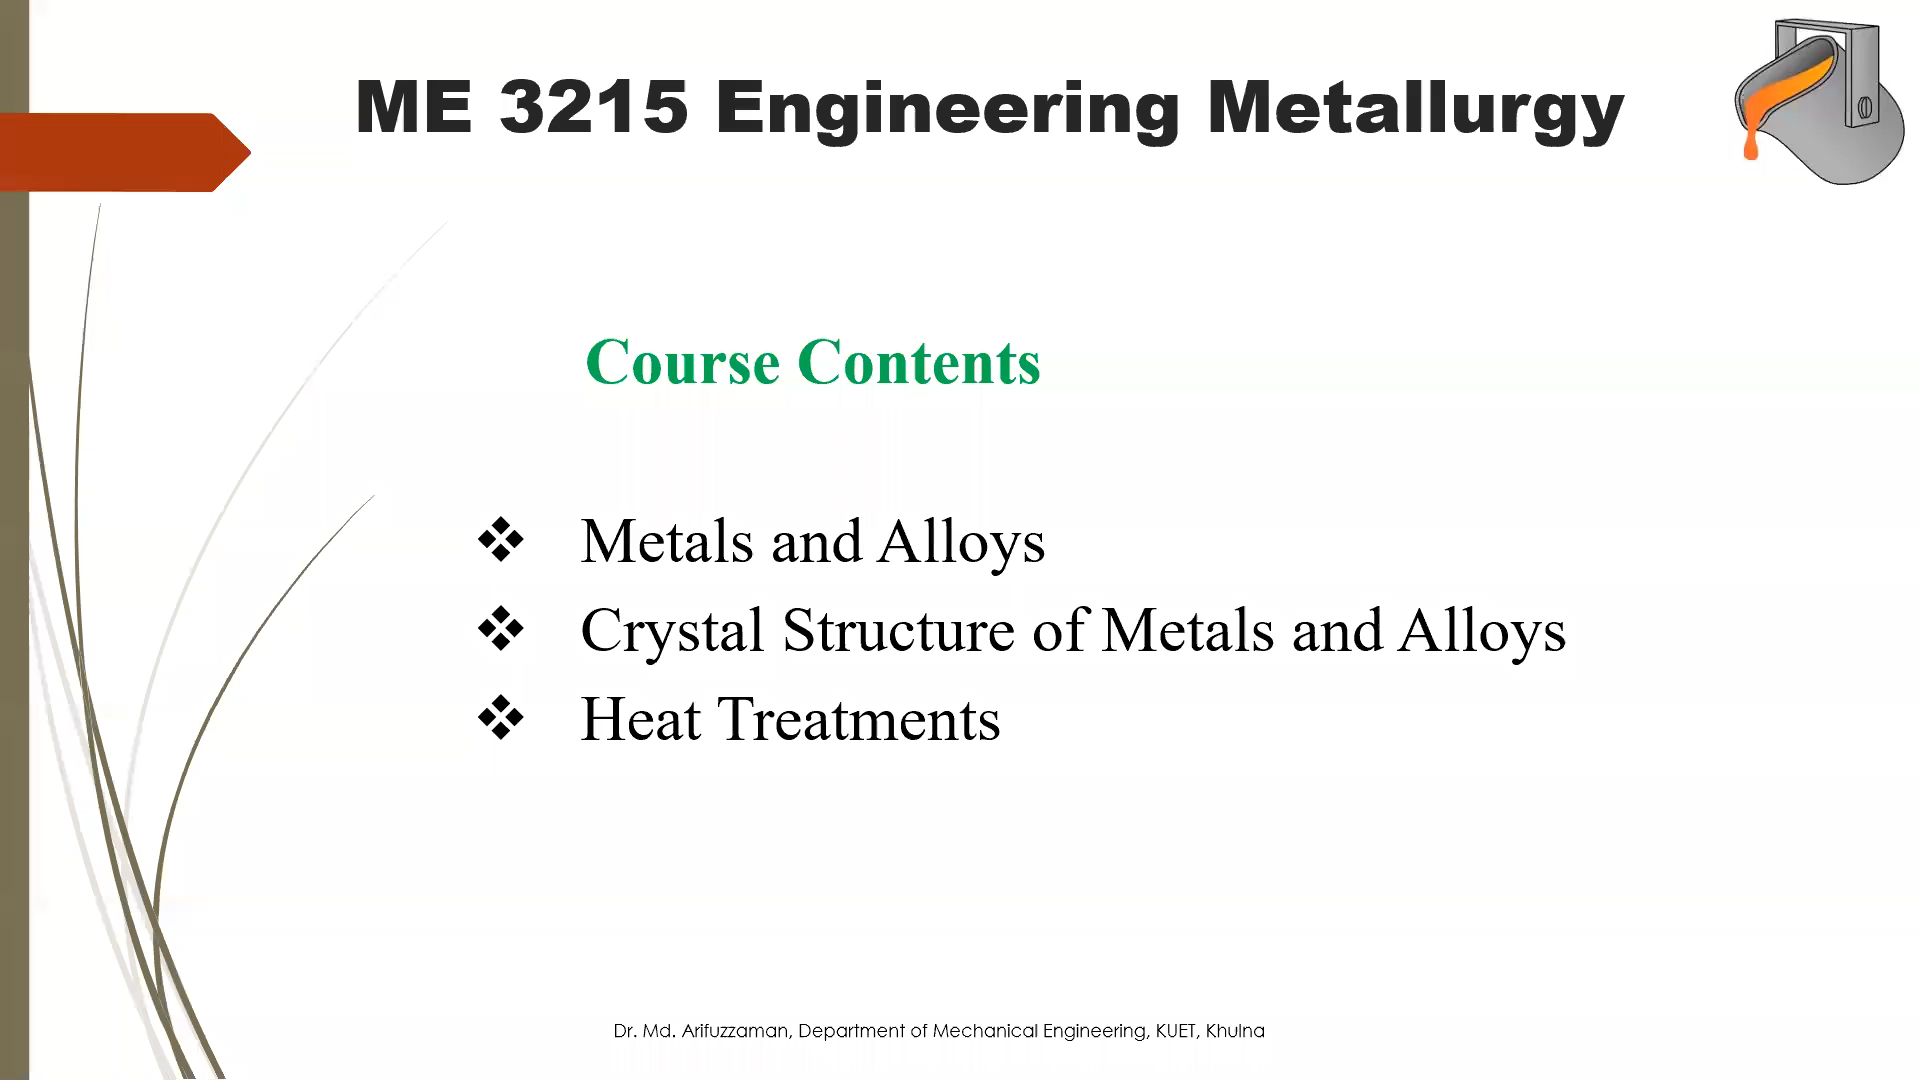 ME 3215 Engineering Metallurgy
Course Contents
❖ Metals and Alloys
❖ Crystal Structure of Metals and Alloys
❖ Heat Treatments
Dr. Md. Arifuzzaman, Department of Mechanical Engineering, KUET, Khulna